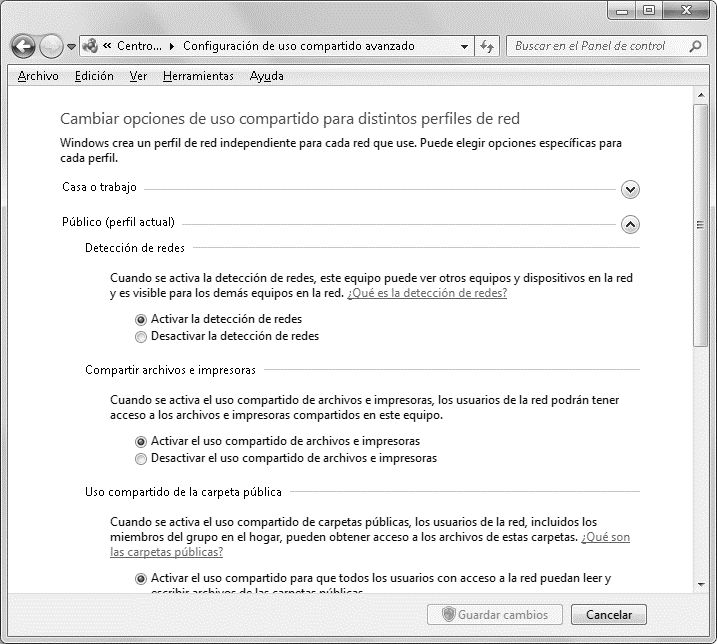 « Centro... ▸ Configuración de uso compartido avanzado
Buscar en el Panel de control
Archivo Edición Ver Herramientas Ayuda
Cambiar opciones de uso compartido para distintos perfiles de red
Windows crea un perfil de red independiente para cada red que use. Puede elegir opciones específicas para
cada perfil.
Casa o trabajo
Público (perfil actual)
Detección de redes
Cuando se activa la detección de redes, este equipo puede ver otros equipos y dispositivos en la red
y es visible para los demás equipos en la red. ¿Qué es la detección de redes?
Activar la detección de redes
Desactivar la detección de redes
Compartir archivos e impresoras
Cuando se activa el uso compartido de archivos e impresoras, los usuarios de la red podrán tener
acceso a los archivos e impresoras compartidos en este equipo.
Activar el uso compartido de archivos e impresoras
Desactivar el uso compartido de archivos e impresoras
Uso compartido de la carpeta pública
Cuando se activa el uso compartido de carpetas públicas, los usuarios de la red, incluidos los
miembros del grupo en el hogar, pueden obtener acceso a los archivos de estas carpetas. ¿Qué son
las carpetas públicas?
Activar el uso compartido para que todos los usuarios con acceso a la red puedan leer y
escribir archivos de las carpetas públicas
Guardar cambios
Cancelar